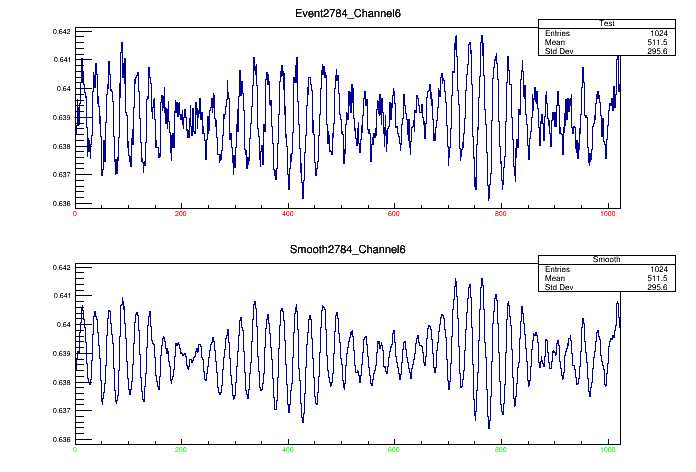 Event2784_Channel6
Test
Entries 1024
Mean 511.5
Std Dev 295.6
0.642
0.641
0.64
0.639
0.638
0.637
0.636
0 200 400 600 800 1000
Smooth2784_Channel6
Smooth
Entries 1024
Mean 511.5
Std Dev 295.6
0.642
0.641
0.64
0.639
0.638
0.637
0.636
0 200 400 600 800 1000